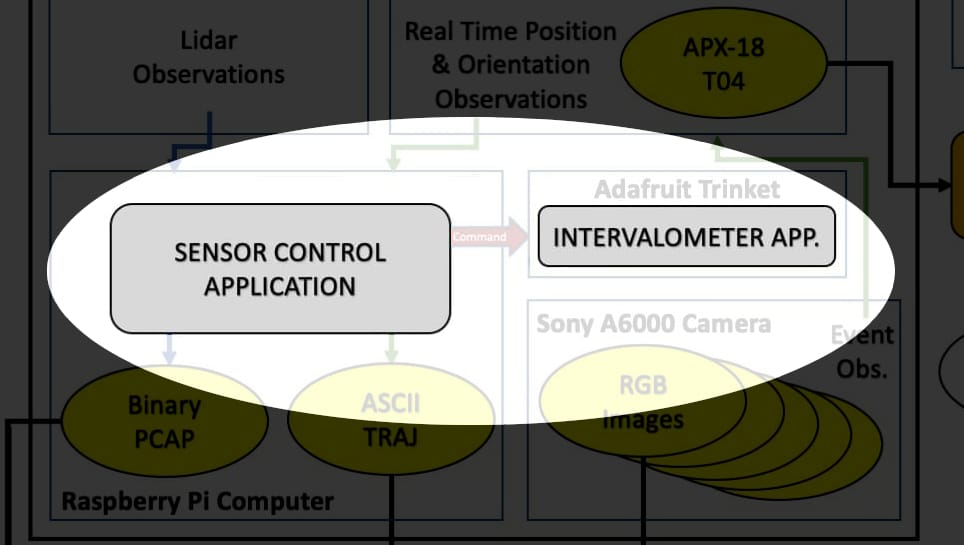 Lidar
Observations
Real Time Position
& Orientation
Observations
APX-18
T04
Adafruit Trinket
SENSOR CONTROL
APPLICATION
Command
INTERVALOMETER APP.
Sony A6000 Camera
Event
Obs.
Binary
PCAP
ASCII
TRAJ
RGB
Images
Raspberry Pi Computer